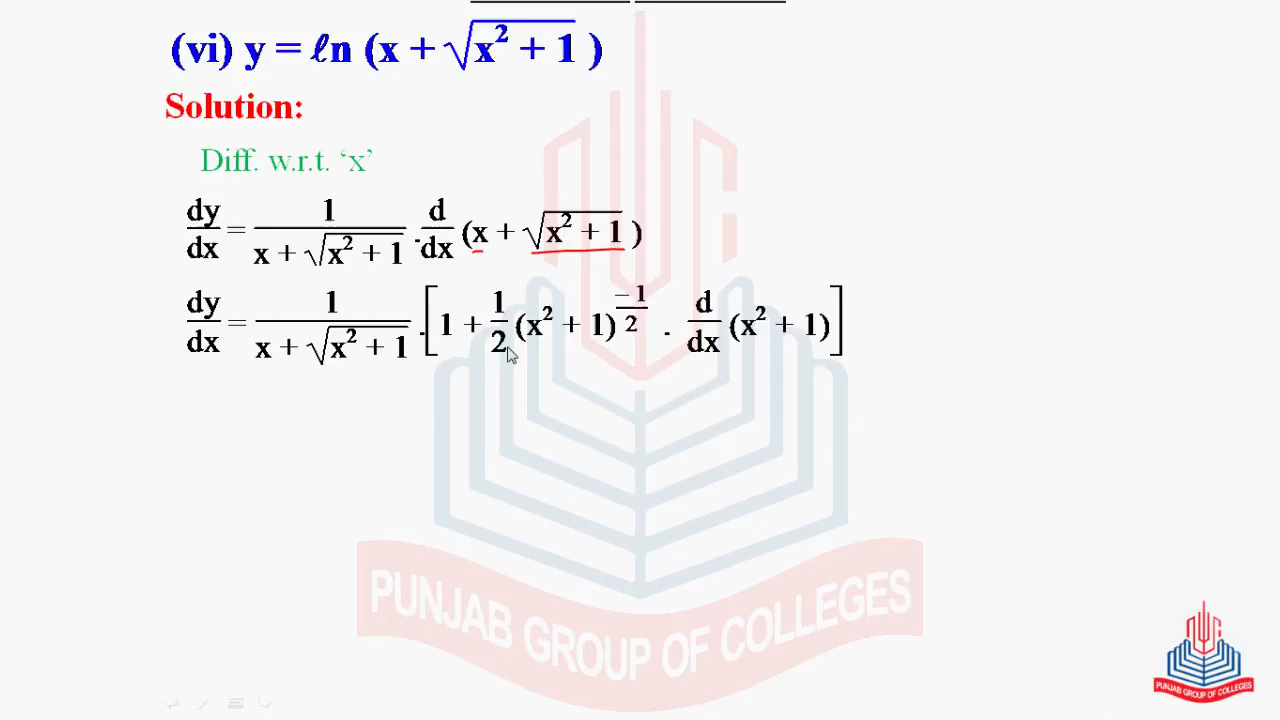 (vi) y = ℓn (x + √(x² + 1) )
Solution:
Diff. w.r.t. ‘x’
dy/dx = 1/(x + √(x² + 1)) . d/dx (x + √(x² + 1) )
dy/dx = 1/(x + √(x² + 1)) . [1 + 1/2 (x² + 1)^(−1/2) . d/dx (x² + 1)]
PUNJAB GROUP OF COLLEGES
PUNJAB GROUP OF COLLEGES